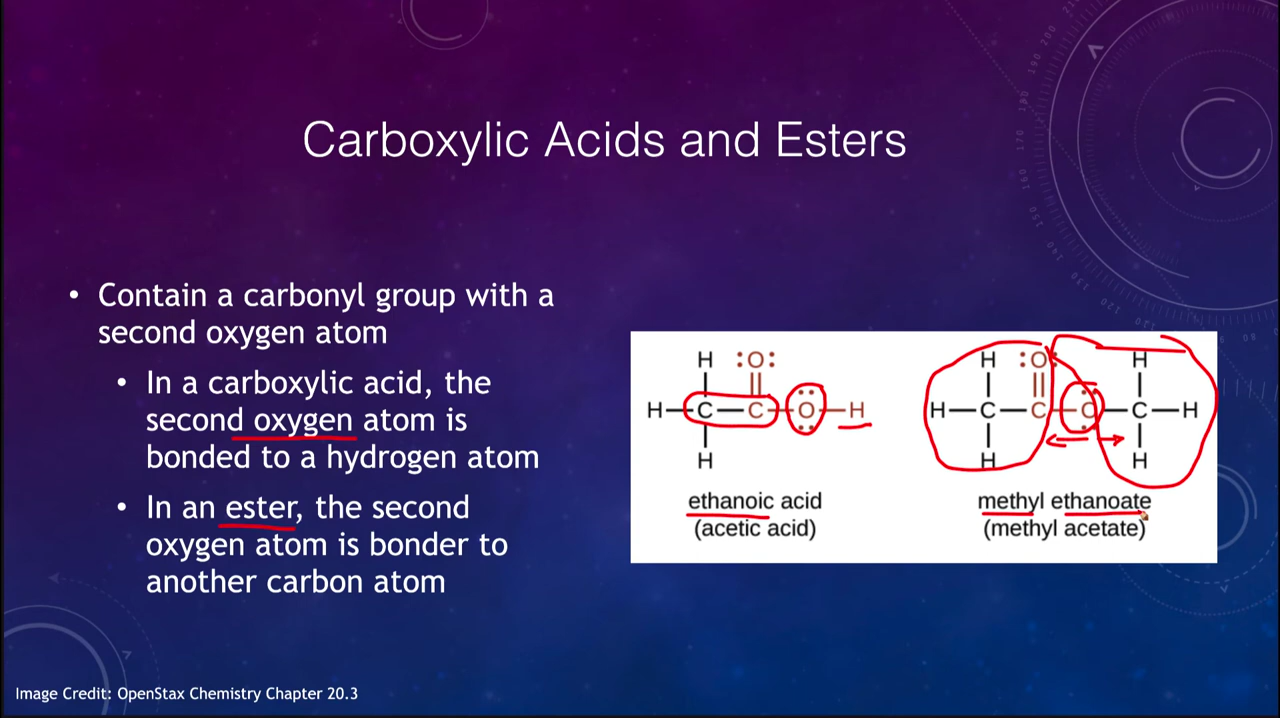 Carboxylic Acids and Esters
• Contain a carbonyl group with a
second oxygen atom
• In a carboxylic acid, the
second oxygen atom is
bonded to a hydrogen atom
• In an ester, the second
oxygen atom is bonder to
another carbon atom
H :O:
H—C—C—O—H
H
ethanoic acid
(acetic acid)
H :O: H
H—C—C—O—C—H
H H
methyl ethanoate
(methyl acetate)
Image Credit: OpenStax Chemistry Chapter 20.3